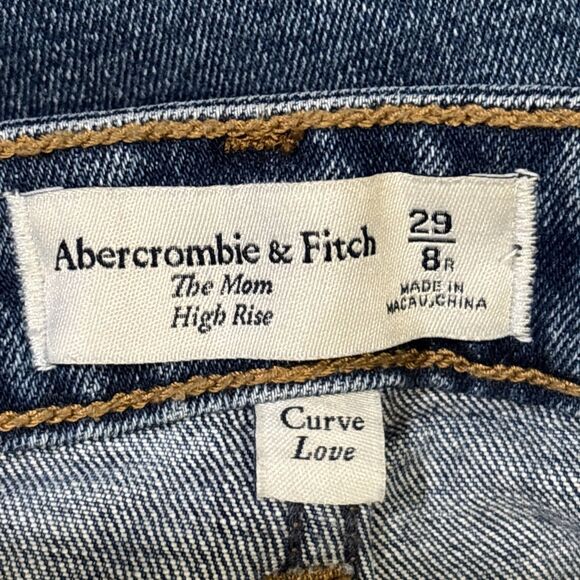 Abercrombie & Fitch
The Mom
High Rise
29
8R
MADE IN
MACAU, CHINA
Curve
Love